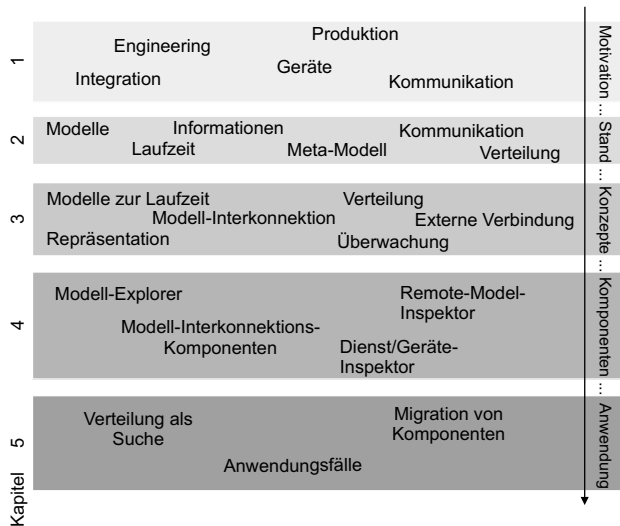 1
Engineering
Produktion
Integration
Geräte
Kommunikation
2
Modelle
Informationen
Kommunikation
Laufzeit
Meta-Modell
Verteilung
3
Modelle zur Laufzeit
Verteilung
Modell-Interkonnektion
Externe Verbindung
Repräsentation
Überwachung
4
Modell-Explorer
Remote-Model-
Inspektor
Modell-Interkonnektions-
Komponenten
Dienst/Geräte-
Inspektor
5
Verteilung als
Suche
Migration von
Komponenten
Anwendungsfälle
Kapitel
Motivation ... Stand ... Konzepte ... Komponenten ... Anwendung